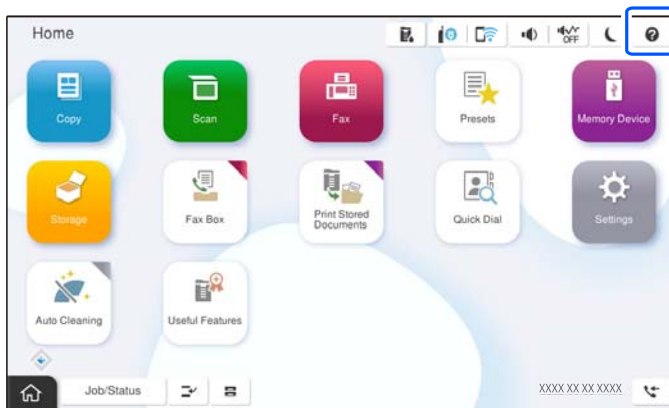 Home
OFF
Copy
Scan
Fax
Presets
Memory Device
Storage
Fax Box
Print Stored
Documents
Quick Dial
Settings
Auto Cleaning
Useful Features
Job/Status
XXXX XX XX XXXX